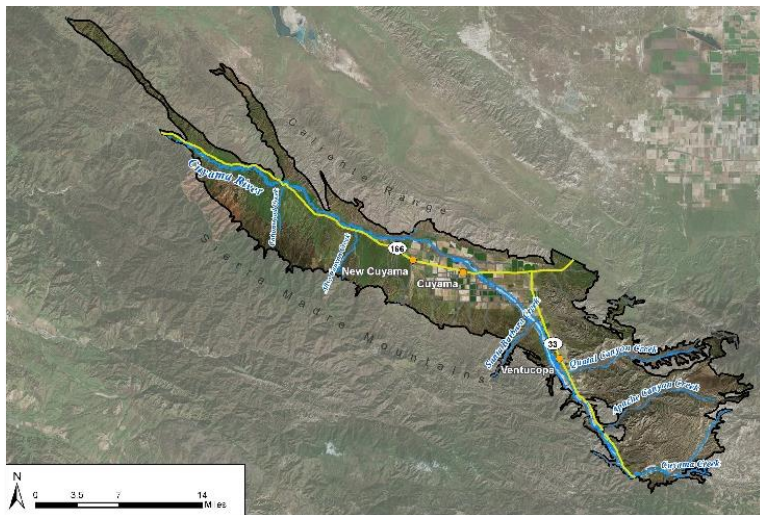 Caliente Range
Cuyama River
Sierra Madre Mountains
166
New Cuyama
Cuyama
Santa Barbara Creek
33
Ventucopa
Quatal Canyon Creek
Apache Canyon Creek
Cuyama Creek
N
0 3.5 7 14
Miles